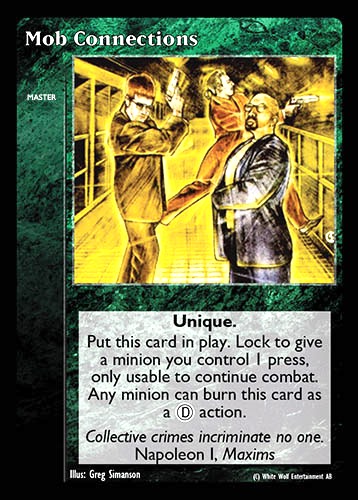 Mob Connections
MASTER
Unique.
Put this card in play. Lock to give
a minion you control 1 press,
only usable to continue combat.
Any minion can burn this card as
a Ⓓ action.
Collective crimes incriminate no one.
Napoleon I, Maxims
Illus: Greg Simanson
(C) White Wolf Entertainment AB